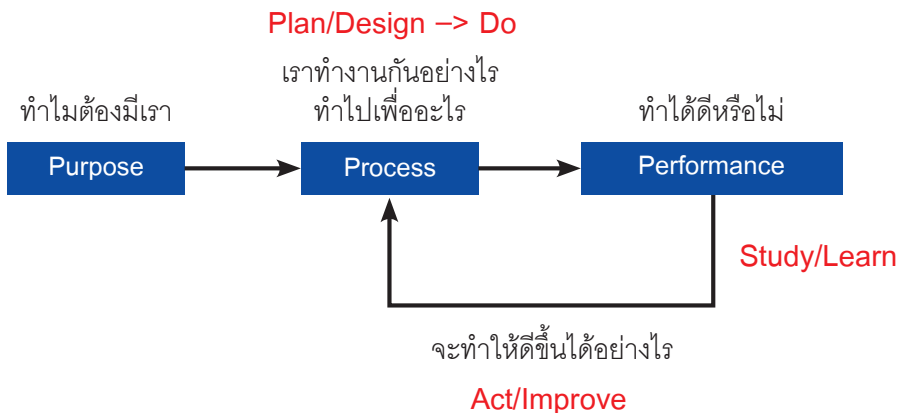 Plan/Design –> Do
เราทำงานกันอย่างไร
ทำไมต้องมีเรา
ทำไปเพื่ออะไร
ทำได้ดีหรือไม่
Purpose
Process
Performance
Study/Learn
จะทำให้ดีขึ้นได้อย่างไร
Act/Improve